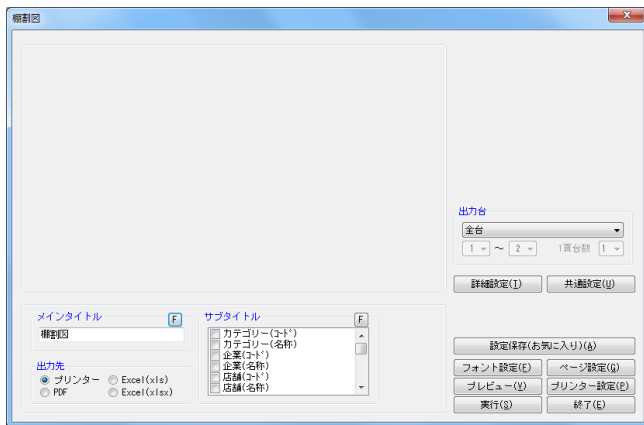 棚割図
出力台
全台
1 ～ 2 1頁台数 1
詳細設定(I) 共通設定(U)
メインタイトル F
棚割図
サブタイトル F
カテゴリー(ｺｰﾄﾞ)
カテゴリー(名称)
企業(ｺｰﾄﾞ)
企業(名称)
店舗(ｺｰﾄﾞ)
店舗(名称)
出力先
プリンター Excel(xls)
PDF Excel(xlsx)
設定保存(お気に入り)(A)
フォント設定(F) ページ設定(G)
プレビュー(V) プリンター設定(P)
実行(S) 終了(E)